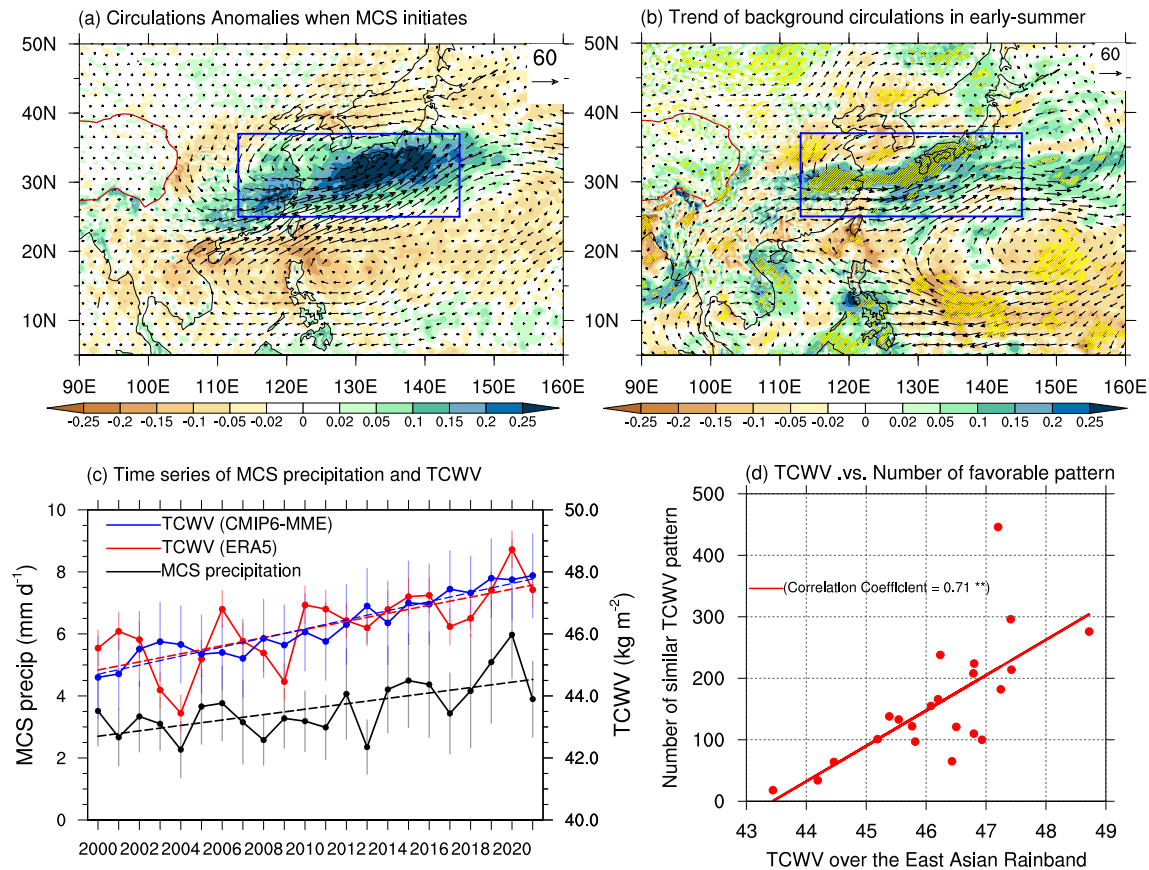 (a) Circulations Anomalies when MCS initiates
(b) Trend of background circulations in early-summer
50N
40N
30N
20N
10N
60
90E 100E 110E 120E 130E 140E 150E 160E
-0.25 -0.1 -0.05 -0.02 0 0.02 0.05 0.1 0.15 0.2 0.25
50N
40N
30N
20N
10N
60
90E 100E 110E 120E 130E 140E 150E 160E
-0.25 -0.1 -0.05 -0.02 0 0.02 0.05 0.1 0.15 0.2 0.25
(c) Time series of MCS precipitation and TCWV
MCS precip (mm d⁻¹)
10
8
6
4
2
0
TCWV (CMIP6-MME)
TCWV (ERA5)
MCS precipitation
50.0
48.0
46.0
44.0
42.0
40.0
TCWV (kg m⁻²)
2000 2002 2004 2006 2008 2010 2012 2014 2016 2018 2020
(d) TCWV .vs. Number of favorable pattern
Number of similar TCWV pattern
500
400
300
200
100
0
(Correlation Coefficient = 0.71 **)
43 44 45 46 47 48 49
TCWV over the East Asian Rainband